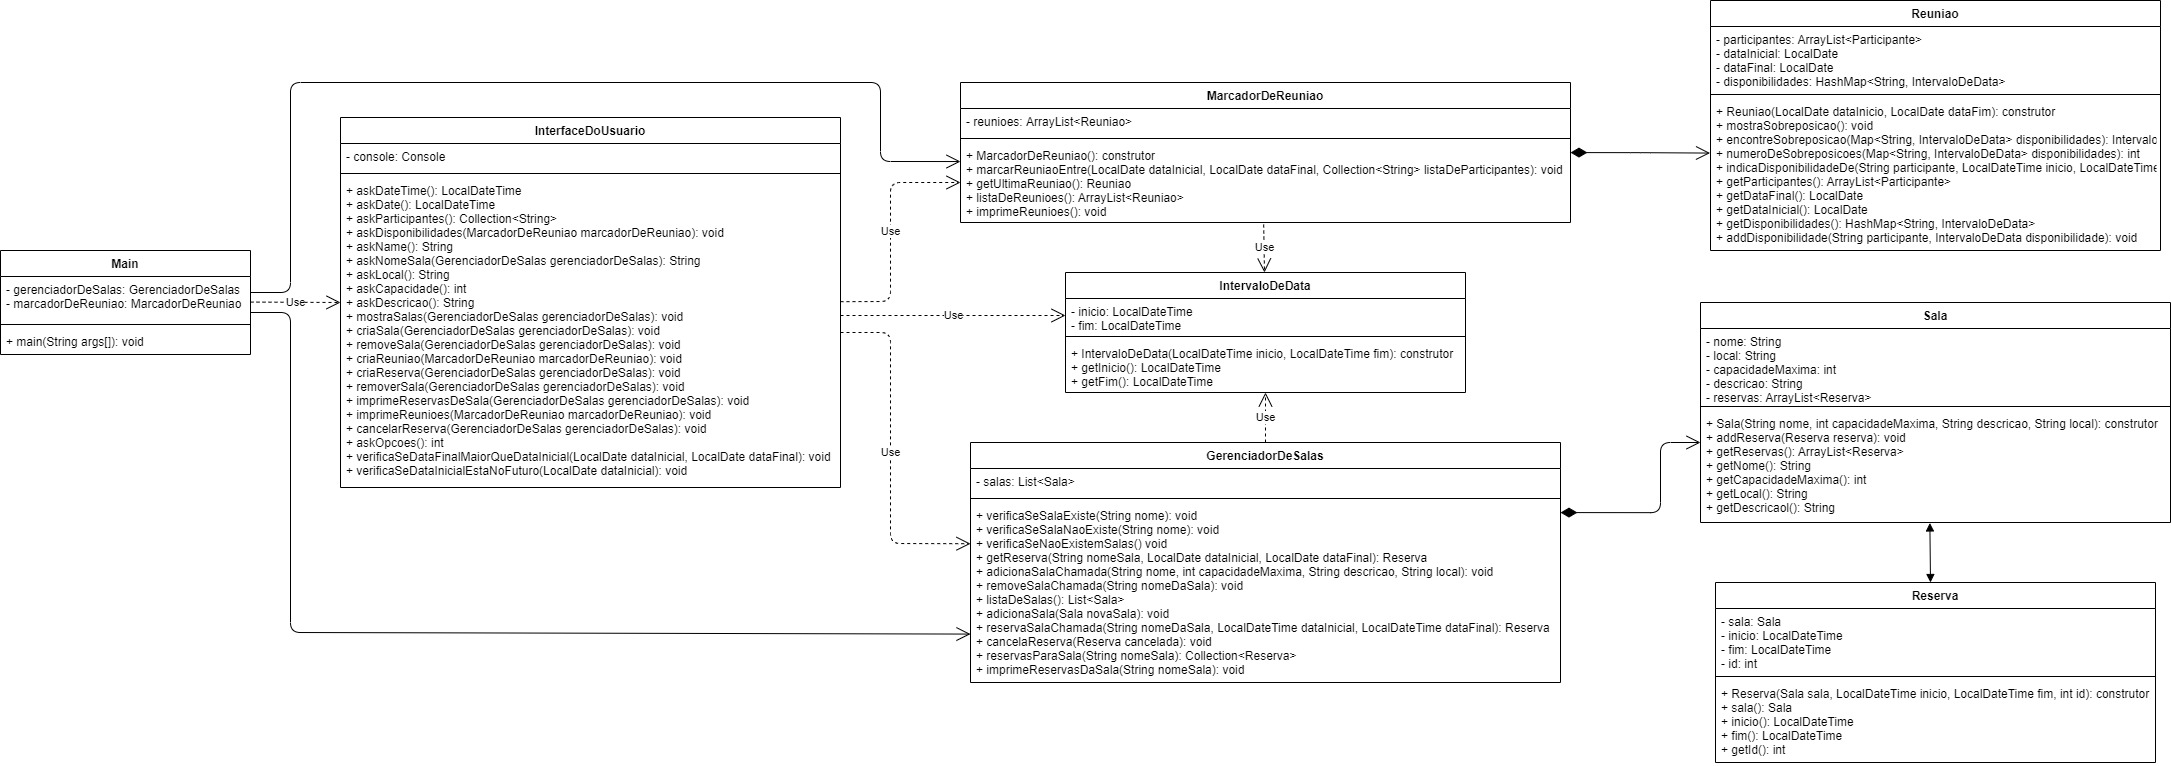 Main
- gerenciadorDeSalas: GerenciadorDeSalas
- marcadorDeReuniao: MarcadorDeReuniao
+ main(String args[]): void
Use
InterfaceDoUsuario
- console: Console
+ askDateTime(): LocalDateTime
+ askDate(): LocalDateTime
+ askParticipantes(): Collection<String>
+ askDisponibilidades(MarcadorDeReuniao marcadorDeReuniao): void
+ askName(): String
+ askNomeSala(GerenciadorDeSalas gerenciadorDeSalas): String
+ askLocal(): String
+ askCapacidade(): int
+ askDescricao(): String
+ mostraSalas(GerenciadorDeSalas gerenciadorDeSalas): void
+ criaSala(GerenciadorDeSalas gerenciadorDeSalas): void
+ removeSala(GerenciadorDeSalas gerenciadorDeSalas): void
+ criaReuniao(MarcadorDeReuniao marcadorDeReuniao): void
+ criaReserva(GerenciadorDeSalas gerenciadorDeSalas): void
+ removerSala(GerenciadorDeSalas gerenciadorDeSalas): void
+ imprimeReservasDeSala(GerenciadorDeSalas gerenciadorDeSalas): void
+ imprimeReunioes(MarcadorDeReuniao marcadorDeReuniao): void
+ cancelarReserva(GerenciadorDeSalas gerenciadorDeSalas): void
+ askOpcoes(): int
+ verificaSeDataFinalMaiorQueDataInicial(LocalDate dataInicial, LocalDate dataFinal): void
+ verificaSeDataInicialEstaNoFuturo(LocalDate dataInicial): void
Use
Use
Use
MarcadorDeReuniao
- reunioes: ArrayList<Reuniao>
+ MarcadorDeReuniao(): construtor
+ marcarReuniaoEntre(LocalDate dataInicial, LocalDate dataFinal, Collection<String> listaDeParticipantes): void
+ getUltimaReuniao(): Reuniao
+ listaDeReunioes(): ArrayList<Reuniao>
+ imprimeReunioes(): void
Use
IntervaloDeData
- inicio: LocalDateTime
- fim: LocalDateTime
+ IntervaloDeData(LocalDateTime inicio, LocalDateTime fim): construtor
+ getInicio(): LocalDateTime
+ getFim(): LocalDateTime
Use
GerenciadorDeSalas
- salas: List<Sala>
+ verificaSeSalaExiste(String nome): void
+ verificaSeSalaNaoExiste(String nome): void
+ verificaSeNaoExistemSalas() void
+ getReserva(String nomeSala, LocalDate dataInicial, LocalDate dataFinal): Reserva
+ adicionaSalaChamada(String nome, int capacidadeMaxima, String descricao, String local): void
+ removeSalaChamada(String nomeDaSala): void
+ listaDeSalas(): List<Sala>
+ adicionaSala(Sala novaSala): void
+ reservaSalaChamada(String nomeDaSala, LocalDateTime dataInicial, LocalDateTime dataFinal): Reserva
+ cancelaReserva(Reserva cancelada): void
+ reservasParaSala(String nomeSala): Collection<Reserva>
+ imprimeReservasDaSala(String nomeSala): void
Reuniao
- participantes: ArrayList<Participante>
- dataInicial: LocalDate
- dataFinal: LocalDate
- disponibilidades: HashMap<String, IntervaloDeData>
+ Reuniao(LocalDate dataInicio, LocalDate dataFim): construtor
+ mostraSobreposicao(): void
+ encontreSobreposicao(Map<String, IntervaloDeData> disponibilidades): Intervalo
+ numeroDeSobreposicoes(Map<String, IntervaloDeData> disponibilidades): int
+ indicaDisponibilidadeDe(String participante, LocalDateTime inicio, LocalDateTime
+ getParticipantes(): ArrayList<Participante>
+ getDataFinal(): LocalDate
+ getDataInicial(): LocalDate
+ getDisponibilidades(): HashMap<String, IntervaloDeData>
+ addDisponibilidade(String participante, IntervaloDeData disponibilidade): void
Sala
- nome: String
- local: String
- capacidadeMaxima: int
- descricao: String
- reservas: ArrayList<Reserva>
+ Sala(String nome, int capacidadeMaxima, String descricao, String local): construtor
+ addReserva(Reserva reserva): void
+ getReservas(): ArrayList<Reserva>
+ getNome(): String
+ getCapacidadeMaxima(): int
+ getLocal(): String
+ getDescricaol(): String
Reserva
- sala: Sala
- inicio: LocalDateTime
- fim: LocalDateTime
- id: int
+ Reserva(Sala sala, LocalDateTime inicio, LocalDateTime fim, int id): construtor
+ sala(): Sala
+ inicio(): LocalDateTime
+ fim(): LocalDateTime
+ getId(): int